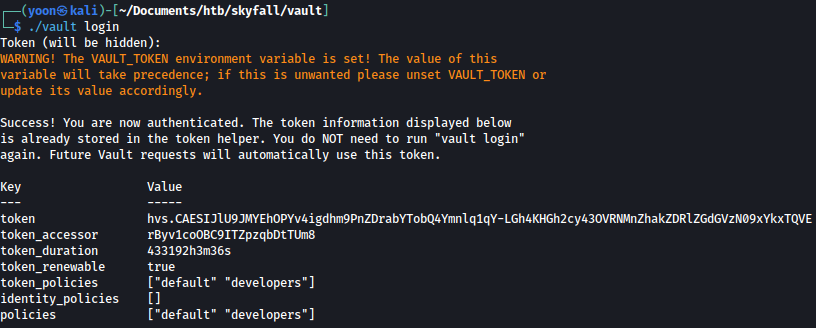 ┌──(yoon㉿kali)-[~/Documents/htb/skyfall/vault]
└─$ ./vault login
Token (will be hidden):
WARNING! The VAULT_TOKEN environment variable is set! The value of this
variable will take precedence; if this is unwanted please unset VAULT_TOKEN or
update its value accordingly.
Success! You are now authenticated. The token information displayed below
is already stored in the token helper. You do NOT need to run "vault login"
again. Future Vault requests will automatically use this token.
Key Value
--- -----
token hvs.CAESIJlU9JMYEhOPYv4igdhm9PnZDrabYTobQ4Ymnlq1qY-LGh4KHGh2cy43OVRNMnZhakZDRlZGdGVzN09xYkxTQVE
token_accessor rByv1coOBC9ITZpzqbDtTUm8
token_duration 433192h3m36s
token_renewable true
token_policies ["default" "developers"]
identity_policies []
policies ["default" "developers"]